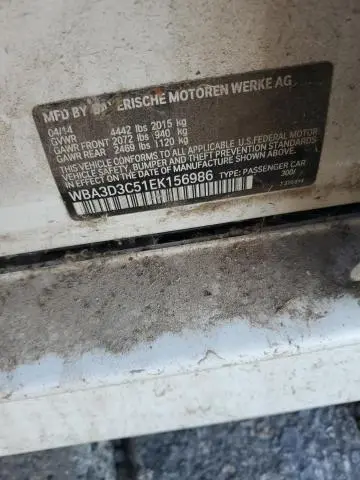 MFD BY BAYERISCHE MOTOREN WERKE AG
04/14
GVWR 4442 lbs 2015 kg
GAWR FRONT 2072 lbs 940 kg
GAWR REAR 2469 lbs 1120 kg
THIS VEHICLE CONFORMS TO ALL APPLICABLE U.S. FEDERAL MOTOR
VEHICLE SAFETY, BUMPER, AND THEFT PREVENTION STANDARDS
IN EFFECT ON THE DATE OF MANUFACTURE SHOWN ABOVE.
WBA3D3C51EK156986 TYPE: PASSENGER CAR
300/